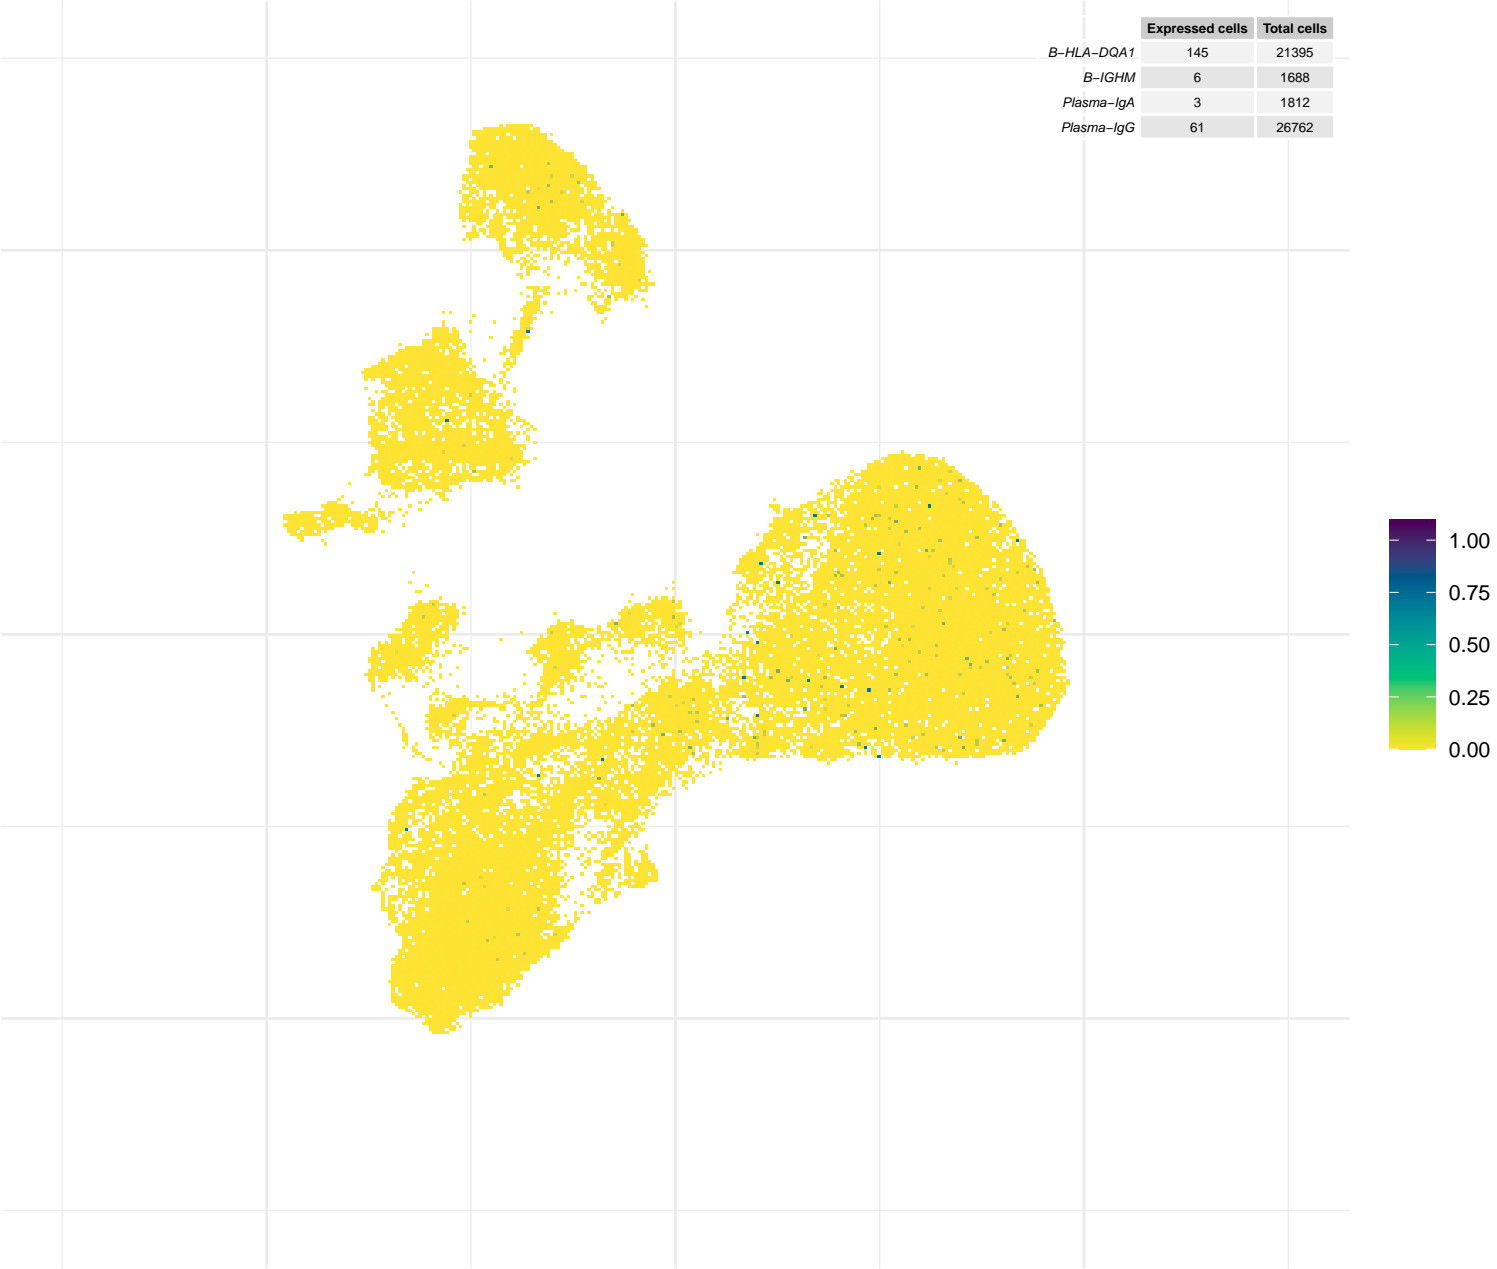 Expressed cells Total cells
B−HLA−DQA1 145 21395
B−IGHM 6 1688
Plasma−IgA 3 1812
Plasma−IgG 61 26762
1.00
0.75
0.50
0.25
0.00